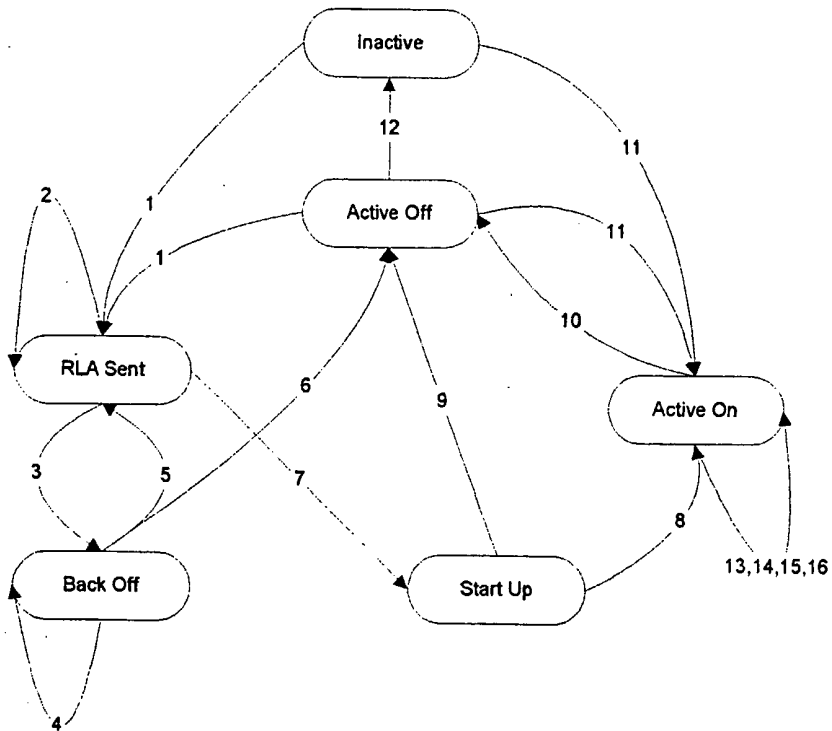 Inactive
12
11
2
1
Active Off
11
1
10
RLA Sent
6
9
Active On
3
5
7
8
13,14,15,16
Back Off
Start Up
4